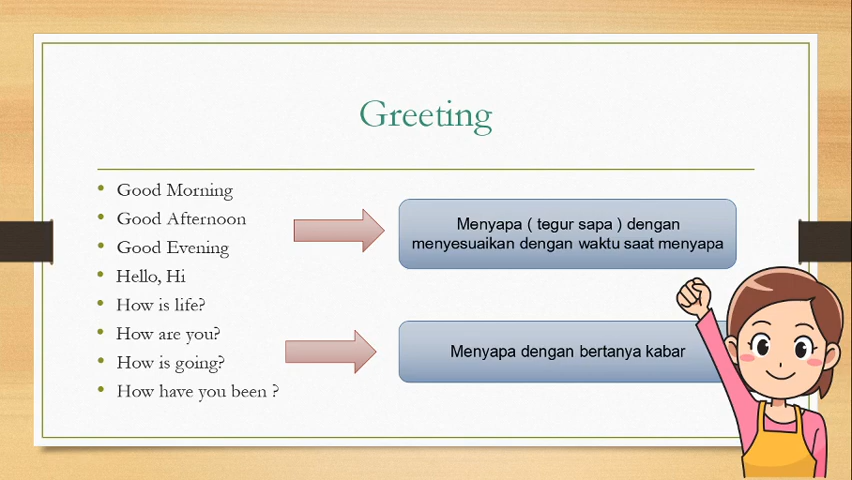 Greeting
• Good Morning
• Good Afternoon
• Good Evening
• Hello, Hi
• How is life?
• How are you?
• How is going?
• How have you been ?
Menyapa ( tegur sapa ) dengan
menyesuaikan dengan waktu saat menyapa
Menyapa dengan bertanya kabar